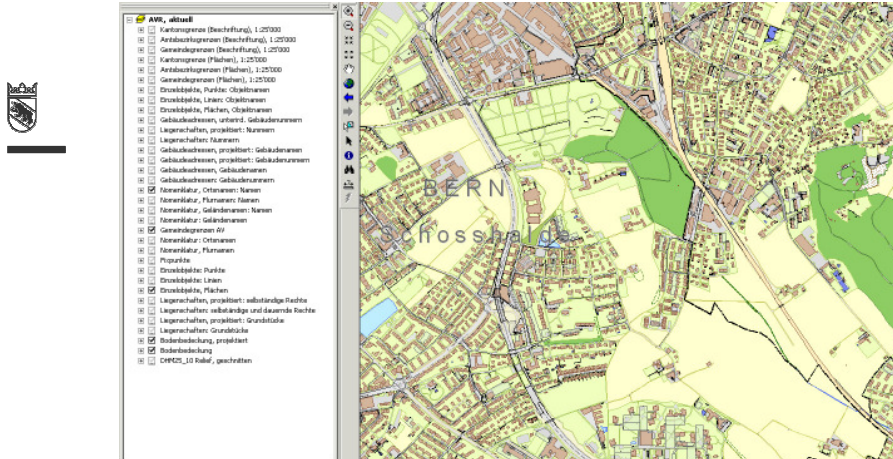 AVR, aktuell
Kantonsgrenze (Beschriftung), 1:25'000
Amtsbezirksgrenzen (Beschriftung), 1:25'000
Gemeindegrenzen (Beschriftung), 1:25'000
Kantonsgrenze (Flächen), 1:25'000
Amtsbezirksgrenzen (Flächen), 1:25'000
Gemeindegrenzen (Flächen), 1:25'000
Einzelobjekte, Punkte: Objektnamen
Einzelobjekte, Linien: Objektnamen
Einzelobjekte, Flächen, Objektnamen
Gebäudeadressen, unterird. Gebäudenummern
Liegenschaften, projektiert: Nummern
Liegenschaften: Nummern
Gebäudeadressen, projektiert: Gebäudenamen
Gebäudeadressen, projektiert: Gebäudenummern
Gebäudeadressen, Gebäudenamen
Gebäudeadressen: Gebäudenummern
Nomenklatur, Ortsnamen: Namen
Nomenklatur, Flurnamen: Namen
Nomenklatur, Geländenamen: Namen
Nomenklatur: Geländenamen
Gemeindegrenzen AV
Nomenklatur: Ortsnamen
Nomenklatur, Flurnamen
Fixpunkte
Einzelobjekte: Punkte
Einzelobjekte: Linien
Einzelobjekte, Flächen
Liegenschaften, projektiert: selbständige Rechte
Liegenschaften: selbständige und dauernde Rechte
Liegenschaften, projektiert: Grundstücke
Liegenschaften: Grundstücke
Bodenbedeckung, projektiert
Bodenbedeckung
DHM25_10 Relief, geschnitten
BERN
Schosshalde